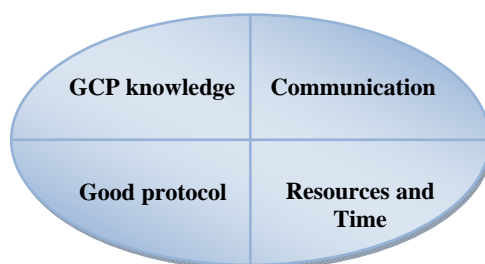 GCP knowledge
Communication
Good protocol
Resources and
Time